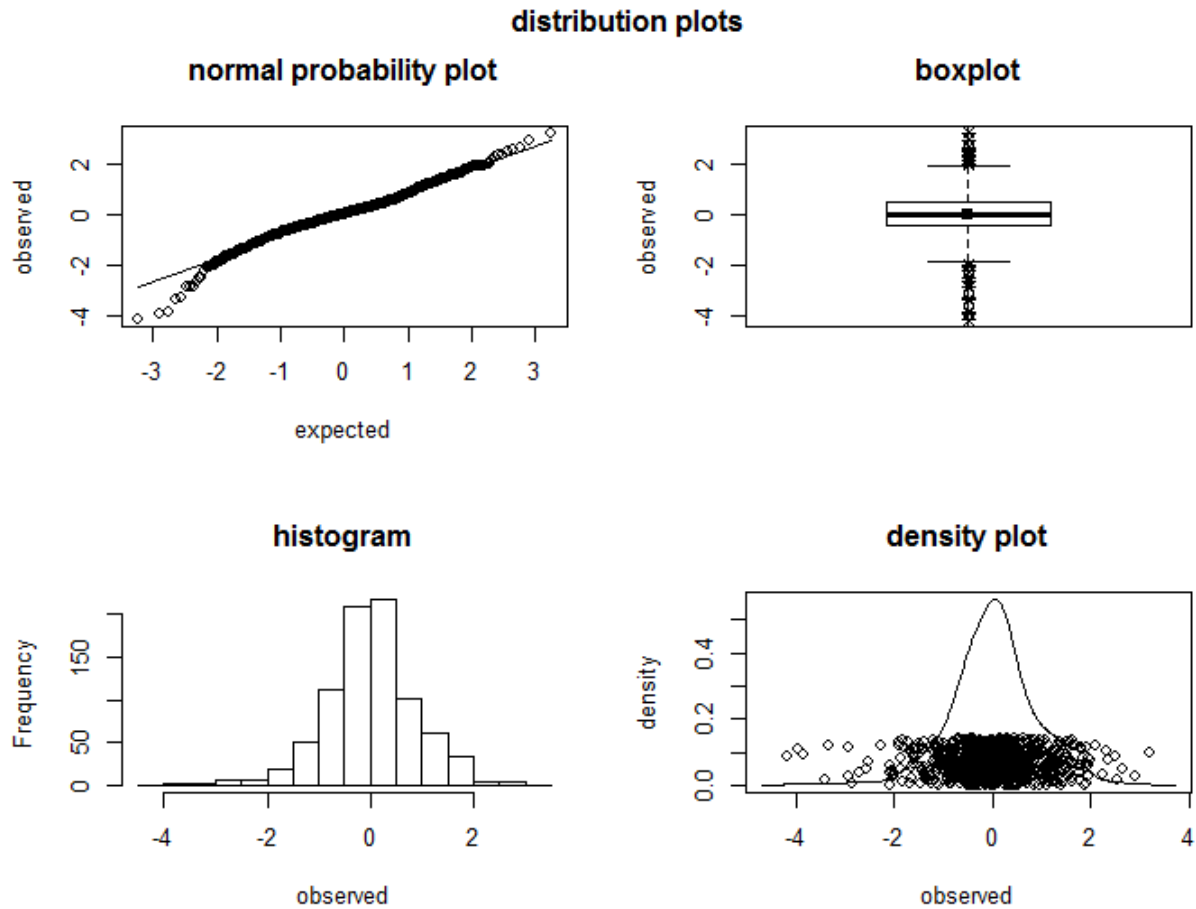 distribution plots
normal probability plot
observed
2
0
-2
-4
-3 -2 -1 0 1 2 3
expected
boxplot
observed
2
0
-2
-4
histogram
Frequency
150
50
0
-4 -2 0 2
observed
density plot
density
0.4
0.2
0.0
-4 -2 0 2 4
observed